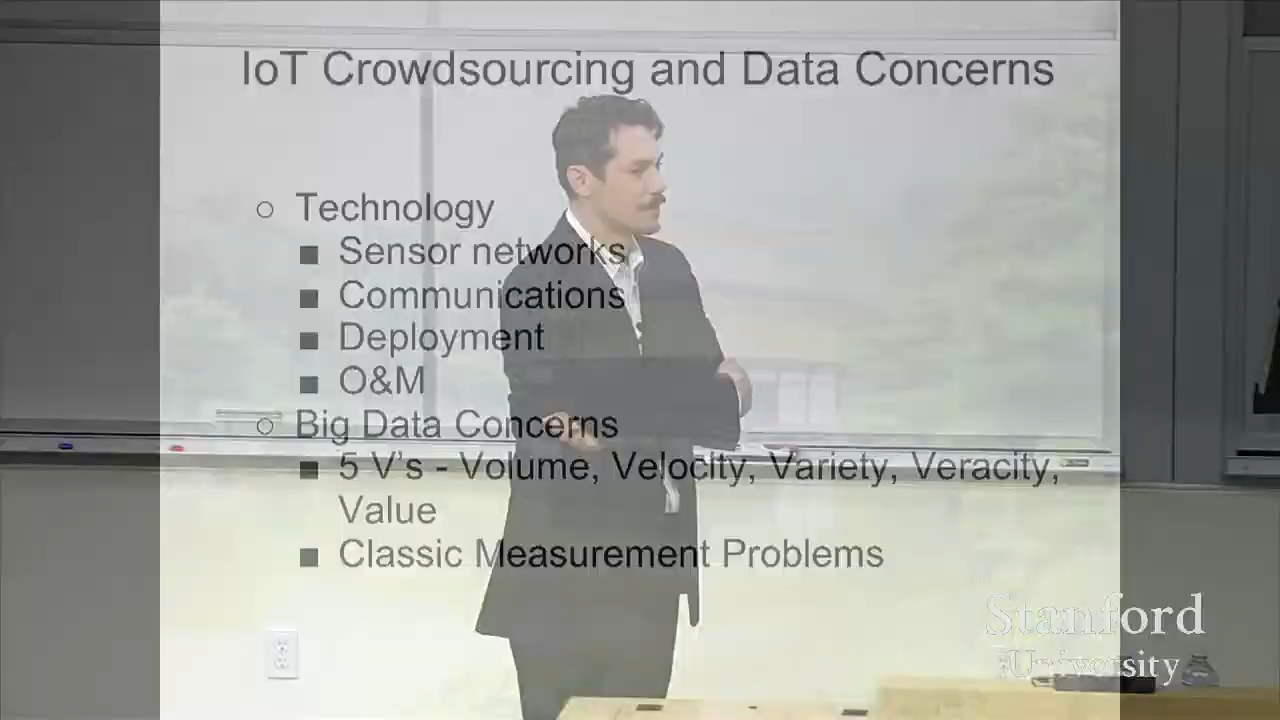 IoT Crowdsourcing and Data Concerns
○ Technology
■ Sensor networks
■ Communications
■ Deployment
■ O&M
○ Big Data Concerns
■ 5 V's - Volume, Velocity, Variety, Veracity,
Value
■ Classic Measurement Problems
Stanford
University